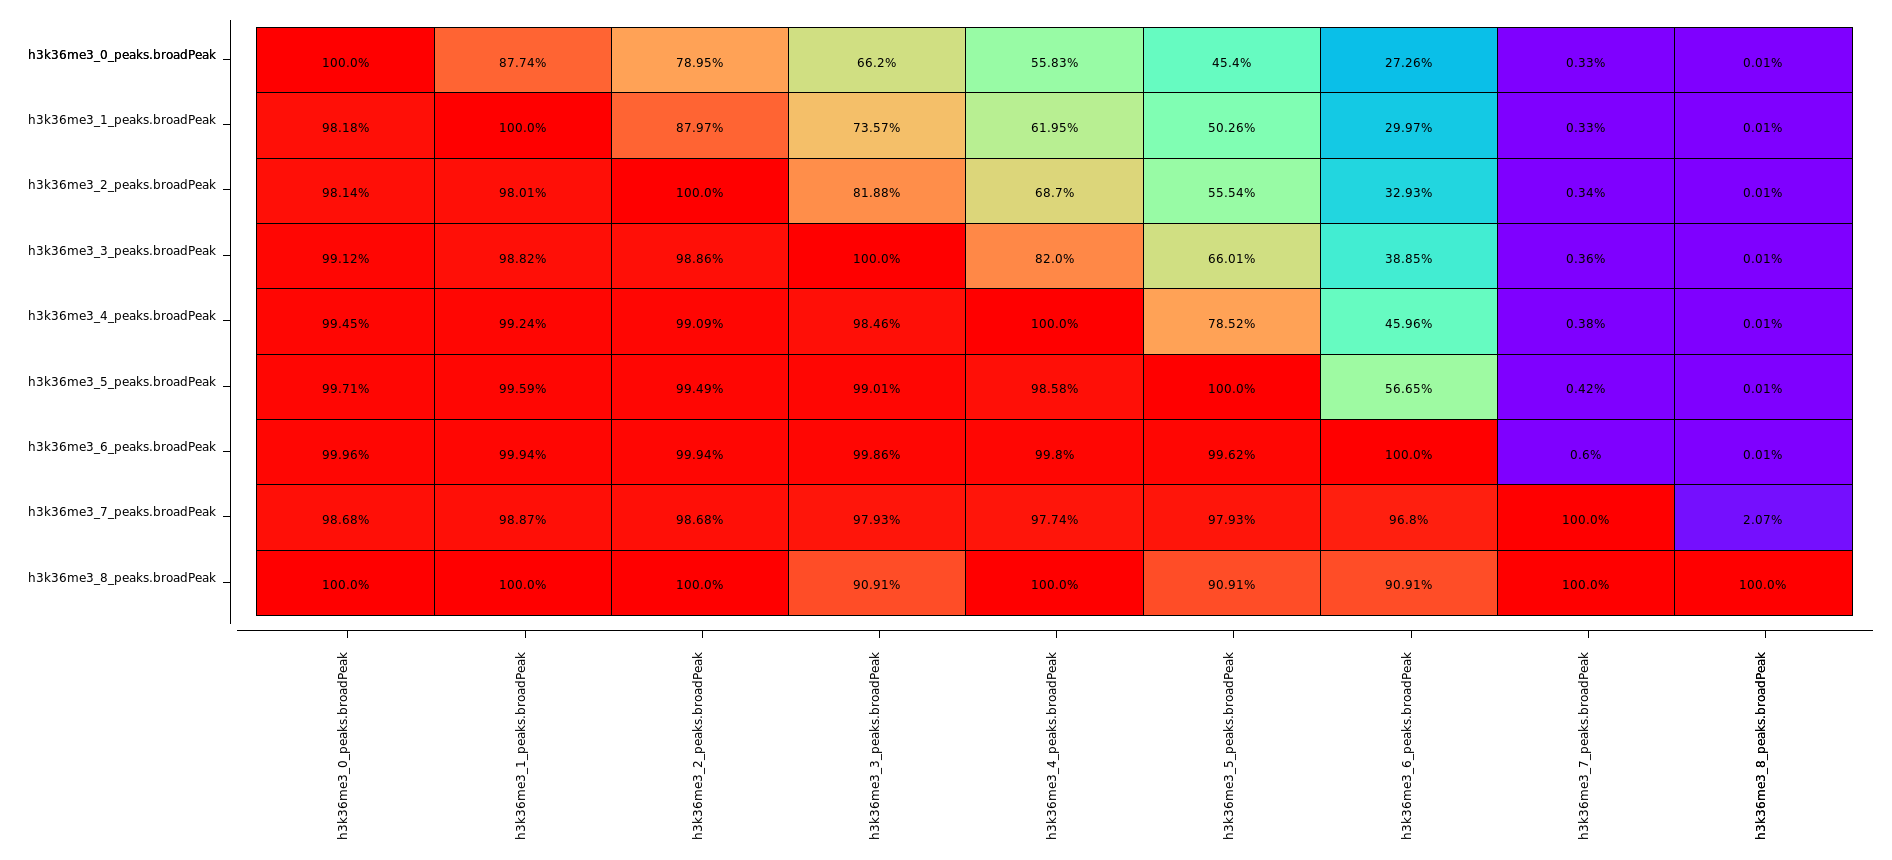 h3k36me3_0_peaks.broadPeak 100.0% 87.74% 78.95% 66.2% 55.83% 45.4% 27.26% 0.33% 0.01%
h3k36me3_1_peaks.broadPeak 98.18% 100.0% 87.97% 73.57% 61.95% 50.26% 29.97% 0.33% 0.01%
h3k36me3_2_peaks.broadPeak 98.14% 98.01% 100.0% 81.88% 68.7% 55.54% 32.93% 0.34% 0.01%
h3k36me3_3_peaks.broadPeak 99.12% 98.82% 98.86% 100.0% 82.0% 66.01% 38.85% 0.36% 0.01%
h3k36me3_4_peaks.broadPeak 99.45% 99.24% 99.09% 98.46% 100.0% 78.52% 45.96% 0.38% 0.01%
h3k36me3_5_peaks.broadPeak 99.71% 99.59% 99.49% 99.01% 98.58% 100.0% 56.65% 0.42% 0.01%
h3k36me3_6_peaks.broadPeak 99.96% 99.94% 99.94% 99.86% 99.8% 99.62% 100.0% 0.6% 0.01%
h3k36me3_7_peaks.broadPeak 98.68% 98.87% 98.68% 97.93% 97.74% 97.93% 96.8% 100.0% 2.07%
h3k36me3_8_peaks.broadPeak 100.0% 100.0% 100.0% 90.91% 100.0% 90.91% 90.91% 100.0% 100.0%
h3k36me3_0_peaks.broadPeak
h3k36me3_1_peaks.broadPeak
h3k36me3_2_peaks.broadPeak
h3k36me3_3_peaks.broadPeak
h3k36me3_4_peaks.broadPeak
h3k36me3_5_peaks.broadPeak
h3k36me3_6_peaks.broadPeak
h3k36me3_7_peaks.broadPeak
h3k36me3_8_peaks.broadPeak